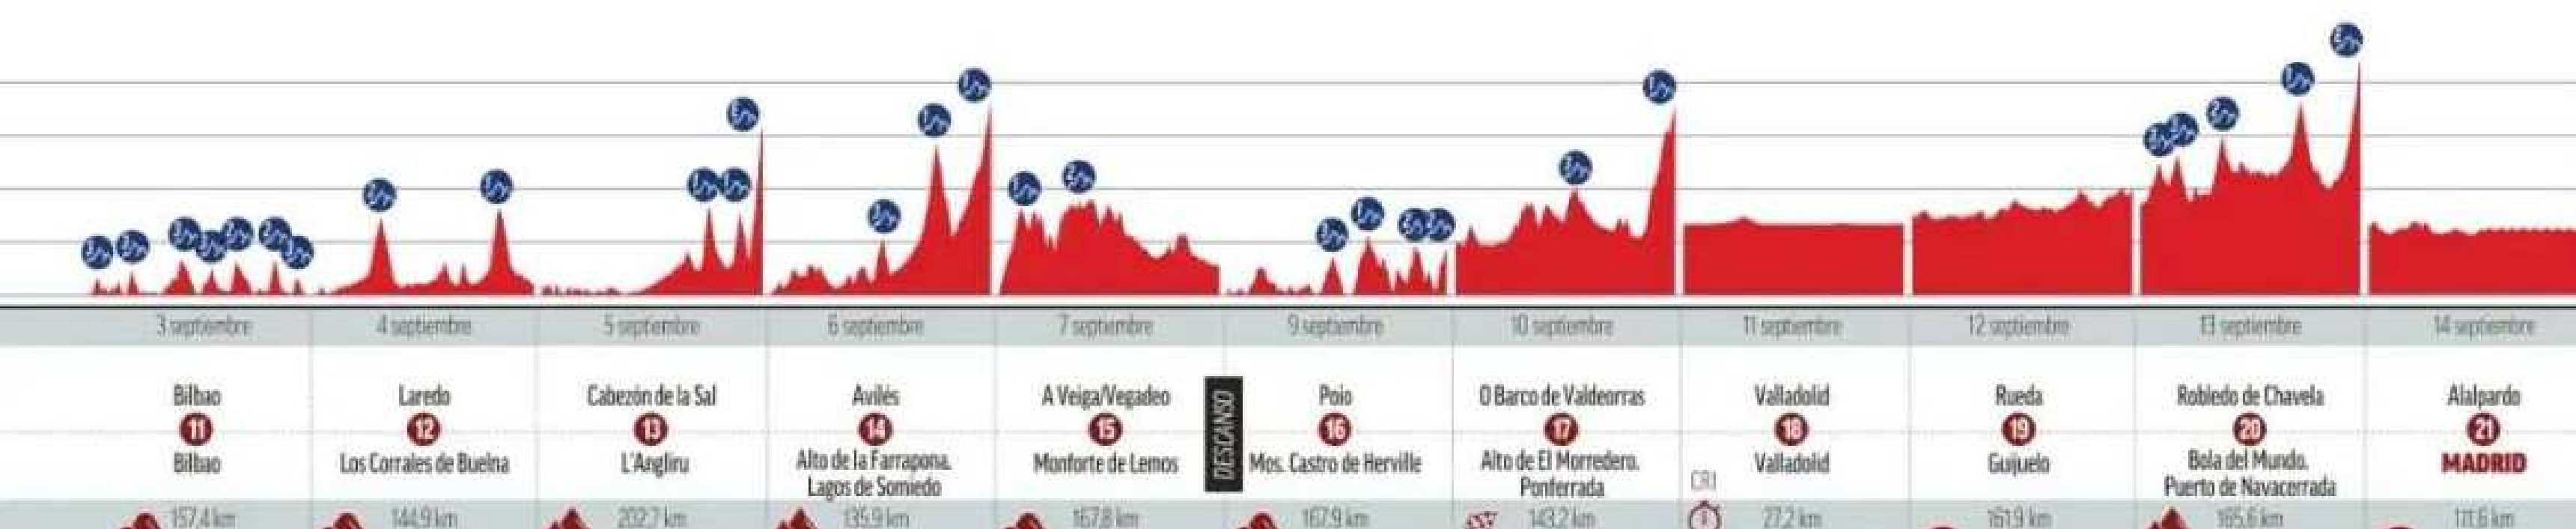 3 septiembre
4 septiembre
5 septiembre
6 septiembre
7 septiembre
9 septiembre
10 septiembre
11 septiembre
12 septiembre
13 septiembre
14 septiembre
Bilbao
11
Bilbao
Laredo
12
Los Corrales de Buelna
Cabezón de la Sal
13
L'Angliru
Avilés
14
Alto de la Farrapona.
Lagos de Somiedo
A Veiga/Vegadeo
15
Monforte de Lemos
DESCANSO
Poio
16
Mos. Castro de Herville
O Barco de Valdeorras
17
Alto de El Morredero.
Ponferrada
Valladolid
18
Valladolid
CRI
Rueda
19
Guijuelo
Robledo de Chavela
20
Bola del Mundo.
Puerto de Navacerrada
Alalpardo
21
MADRID
157,4 km
144,9 km
202,7 km
135,9 km
167,8 km
167,9 km
143,2 km
27,2 km
161,9 km
165,6 km